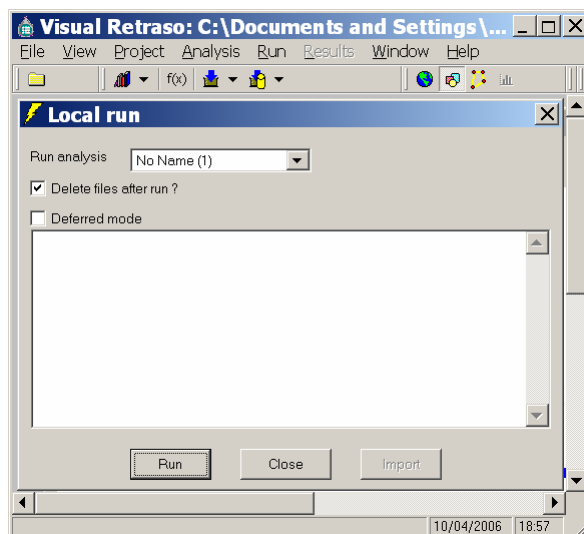 Visual Retraso: C:\Documents and Settings\...
File View Project Analysis Run Results Window Help
f(x)
Local run
Run analysis No Name (1)
Delete files after run ?
Deferred mode
Run Close Import
10/04/2006 18:57